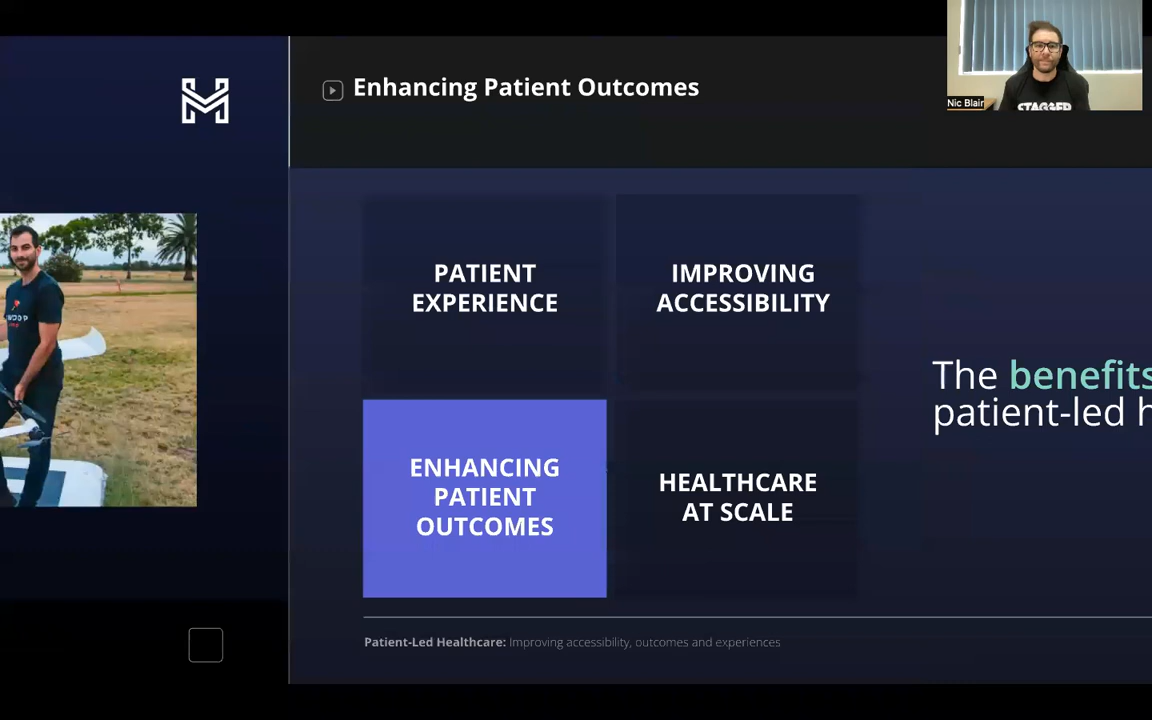 Enhancing Patient Outcomes
Nic Blair
STAGGER
PATIENT
EXPERIENCE
IMPROVING
ACCESSIBILITY
The benefits
patient-led h
ENHANCING
PATIENT
OUTCOMES
HEALTHCARE
AT SCALE
Patient-Led Healthcare: Improving accessibility, outcomes and experiences